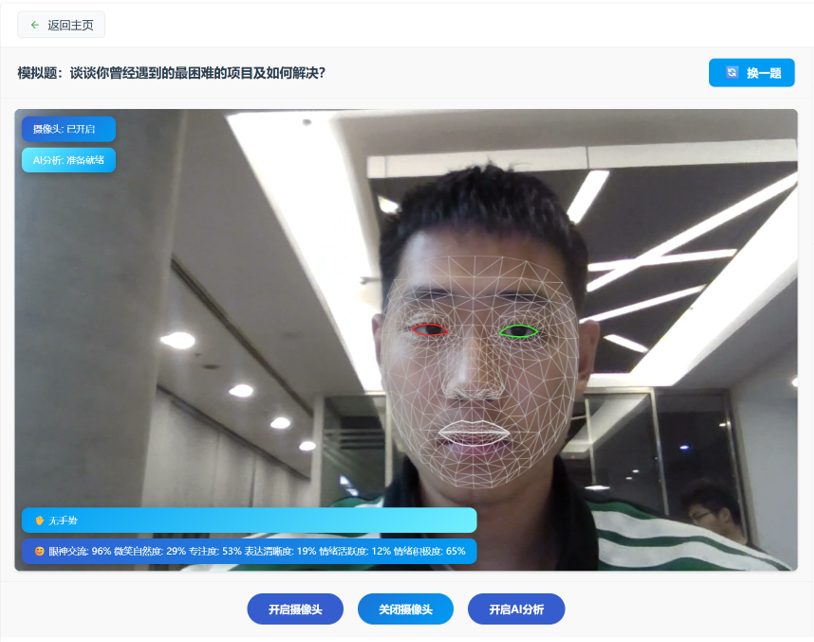 返回主页
模拟题：谈谈你曾经遇到的最困难的项目及如何解决？
换一题
摄像头: 已开启
AI分析: 准备就绪
无手势
眼神交流: 96% 微笑自然度: 29% 专注度: 53% 表达清晰度: 19% 情绪活跃度: 12% 情绪积极度: 65%
开启摄像头
关闭摄像头
开启AI分析